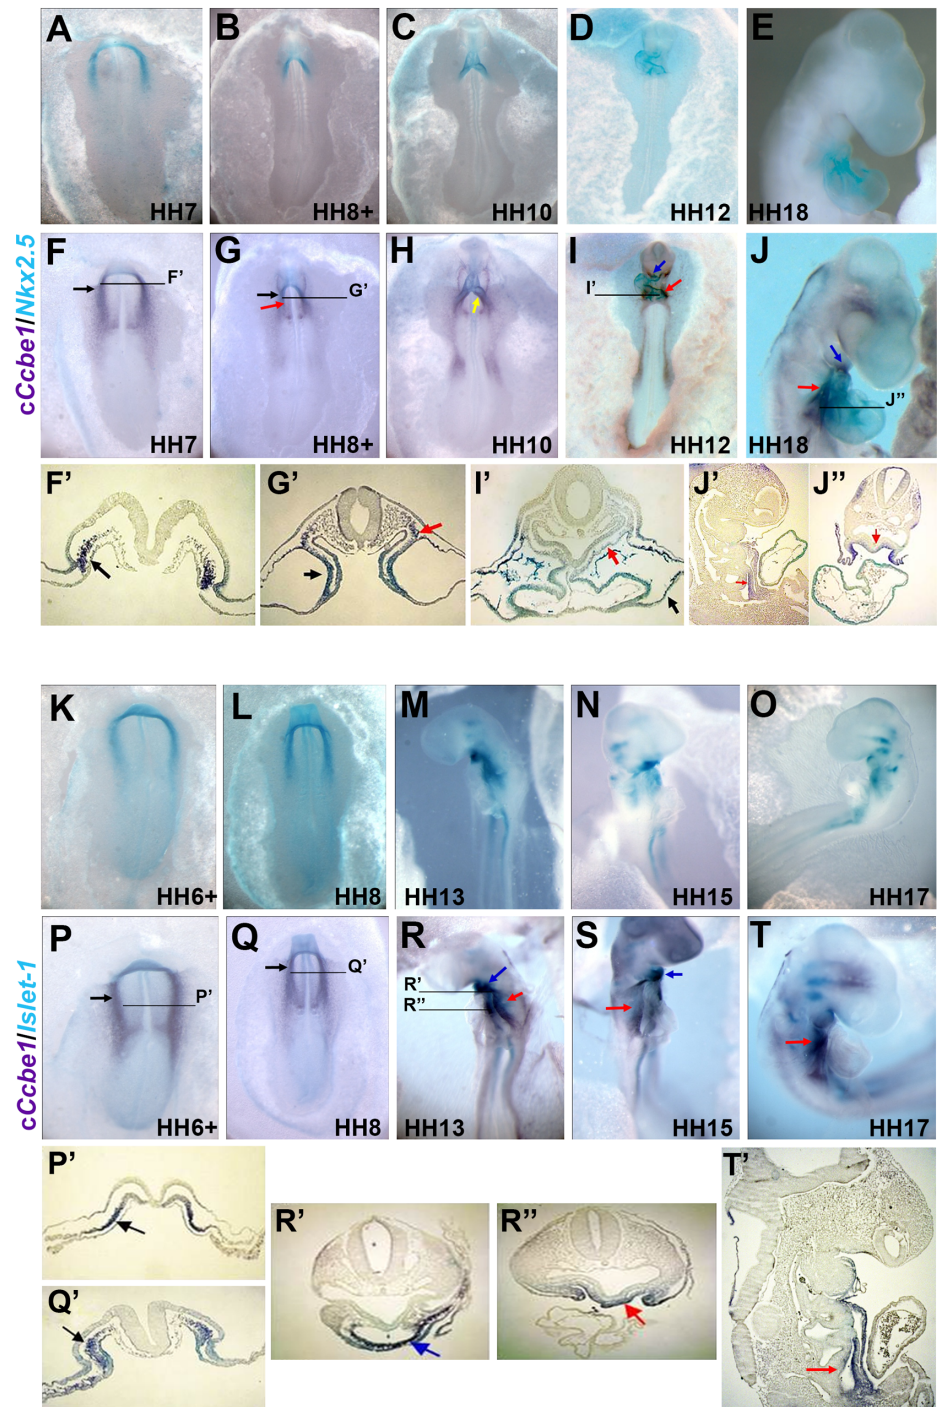 A
B
C
D
E
HH7
HH8+
HH10
HH12
HH18
cCcbe1/Nkx2.5
F
G
H
I
J
F’
G’
I’
J”
HH7
HH8+
HH10
HH12
HH18
F’
G’
I’
J’
J”
K
L
M
N
O
HH6+
HH8
HH13
HH15
HH17
cCcbe1/Islet-1
P
Q
R
S
T
P’
Q’
R’
R”
HH6+
HH8
HH13
HH15
HH17
P’
Q’
R’
R”
T’